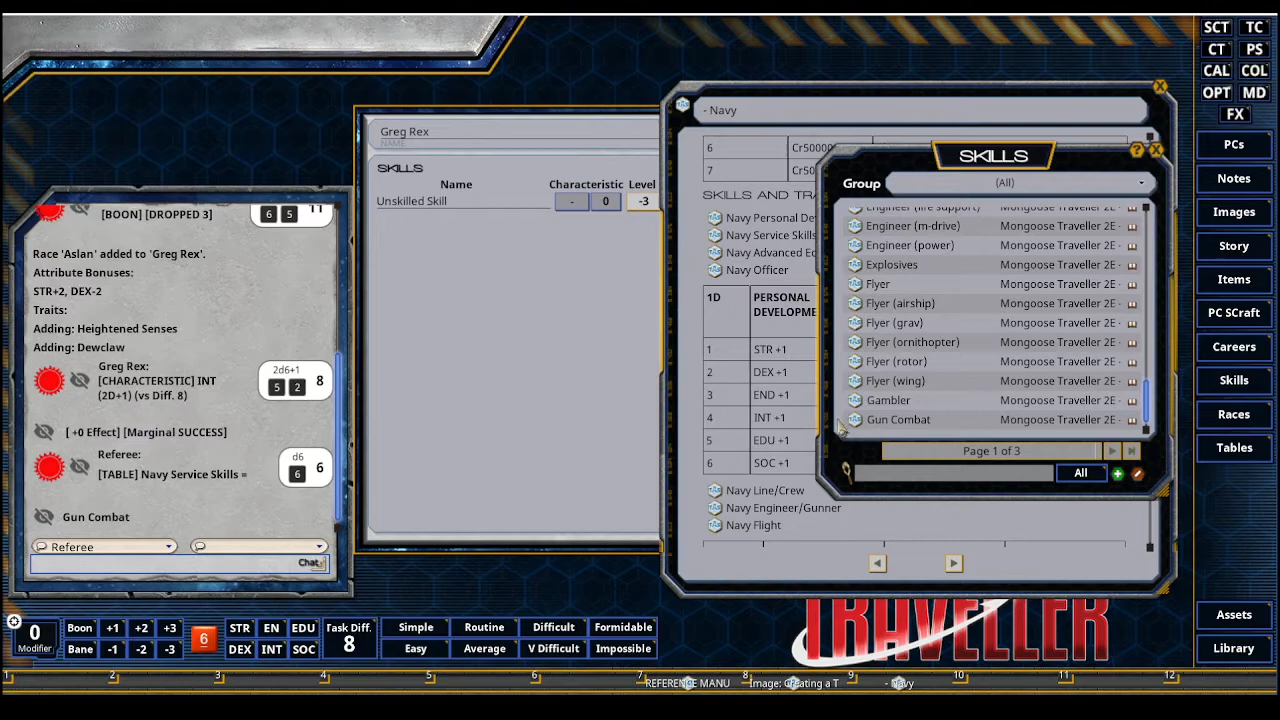 SCT TC
CT PS
CAL COL
OPT MD
FX
PCs
Notes
Images
Story
Items
PC SCraft
Careers
Skills
Races
Tables
Assets
Library
Greg Rex
NAME
SKILLS
Name Characteristic Level
Unskilled Skill - 0 -3
- Navy
6 Cr50000
7 Cr50
SKILLS AND TRA
Navy Personal De
Navy Service Skills
Navy Advanced Ed
Navy Officer
1D PERSONAL
DEVELOPME
1 STR +1
2 DEX +1
3 END +1
4 INT +1
5 EDU +1
6 SOC +1
Navy Line/Crew
Navy Engineer/Gunner
Navy Flight
SKILLS
Group (All)
Engineer (life support) Mongoose Traveller 2E -
Engineer (m-drive) Mongoose Traveller 2E -
Engineer (power) Mongoose Traveller 2E -
Explosives Mongoose Traveller 2E -
Flyer Mongoose Traveller 2E -
Flyer (airship) Mongoose Traveller 2E -
Flyer (grav) Mongoose Traveller 2E -
Flyer (ornithopter) Mongoose Traveller 2E -
Flyer (rotor) Mongoose Traveller 2E -
Flyer (wing) Mongoose Traveller 2E -
Gambler Mongoose Traveller 2E -
Gun Combat Mongoose Traveller 2E -
Page 1 of 3
All
[BOON] [DROPPED 3] 6 5 11
Race 'Aslan' added to 'Greg Rex'.
Attribute Bonuses:
STR+2, DEX-2
Traits:
Adding: Heightened Senses
Adding: Dewclaw
Greg Rex:
[CHARACTERISTIC] INT
(2D+1) (vs Diff. 8)
2d6+1
5 2 8
[ +0 Effect] [Marginal SUCCESS]
Referee:
[TABLE] Navy Service Skills =
d6
6 6
Gun Combat
Referee
Chat
0
Modifier
Boon +1 +2 +3
Bane -1 -2 -3
6
STR EN EDU
DEX INT SOC
Task Diff.
8
Simple Routine Difficult Formidable
Easy Average V Difficult Impossible
TRAVELLER
1 2 3 4 5 6 7 8 9 10 11 12
REFERENCE MANU Image: Creating a T - Navy